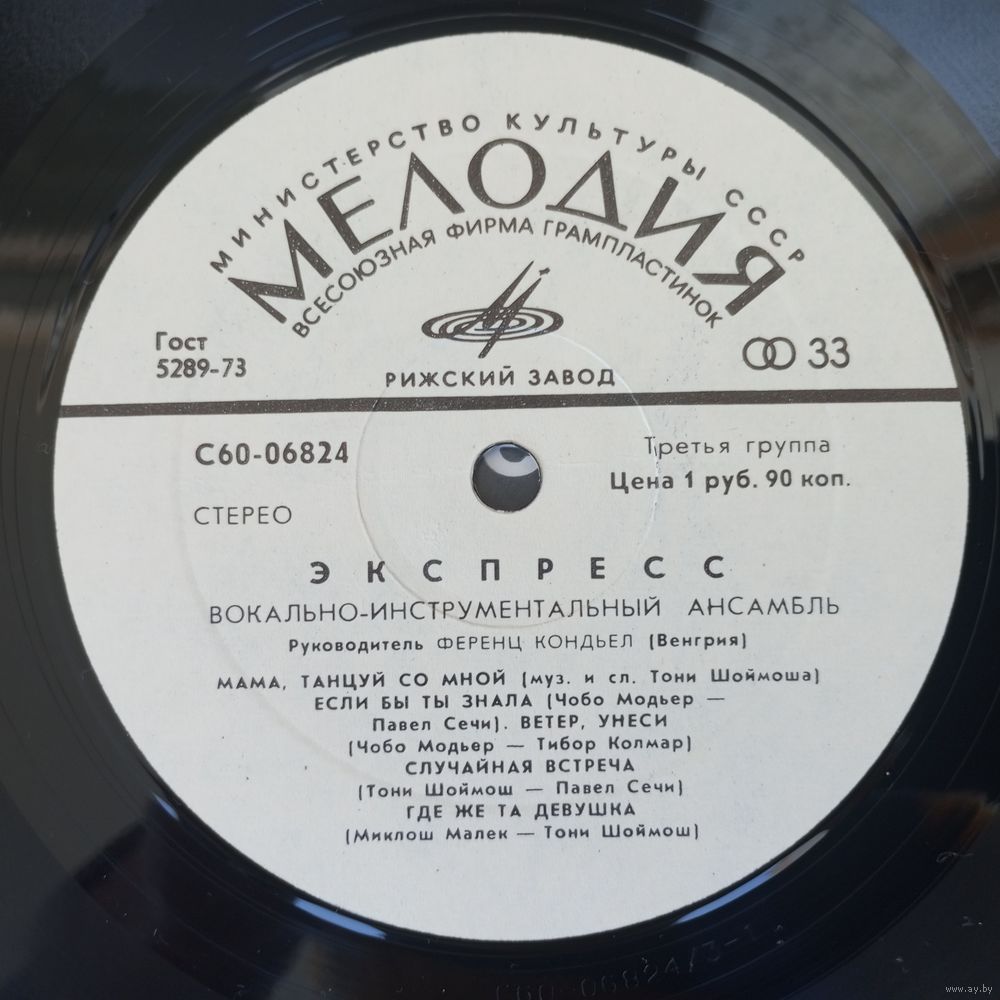 МИНИСТЕРСТВО КУЛЬТУРЫ СССР
МЕЛОДИЯ
ВСЕСОЮЗНАЯ ФИРМА ГРАМПЛАСТИНОК
Гост
5289-73
33
РИЖСКИЙ ЗАВОД
С60-06824
Третья группа
Цена 1 руб. 90 коп.
СТЕРЕО
ЭКСПРЕСС
ВОКАЛЬНО-ИНСТРУМЕНТАЛЬНЫЙ АНСАМБЛЬ
Руководитель ФЕРЕНЦ КОНДЬЕЛ (Венгрия)
МАМА, ТАНЦУЙ СО МНОЙ (муз. и сл. Тони Шоймоша)
ЕСЛИ БЫ ТЫ ЗНАЛА (Чобо Модьер —
Павел Сечи). ВЕТЕР, УНЕСИ
(Чобо Модьер — Тибор Колмар)
СЛУЧАЙНАЯ ВСТРЕЧА
(Тони Шоймош — Павел Сечи)
ГДЕ ЖЕ ТА ДЕВУШКА
(Миклош Малек — Тони Шоймош)
www.ay.by